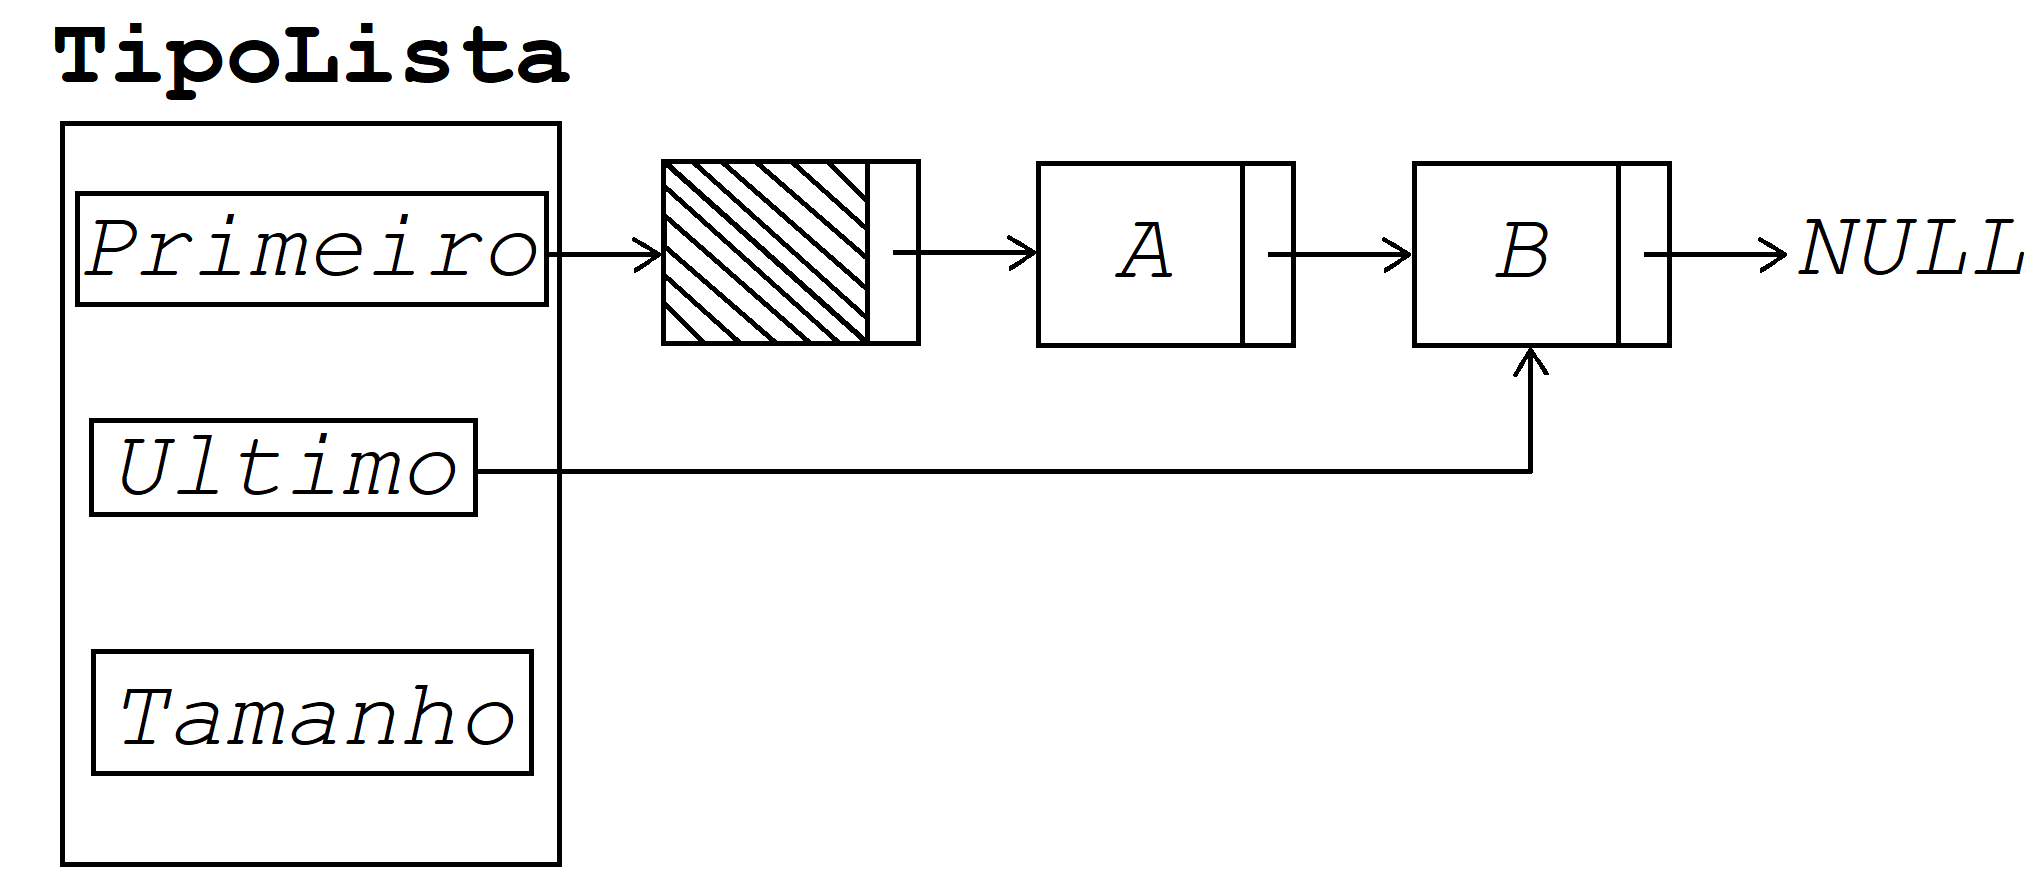 TipoLista
Primeiro
A
B
NULL
Ultimo
Tamanho